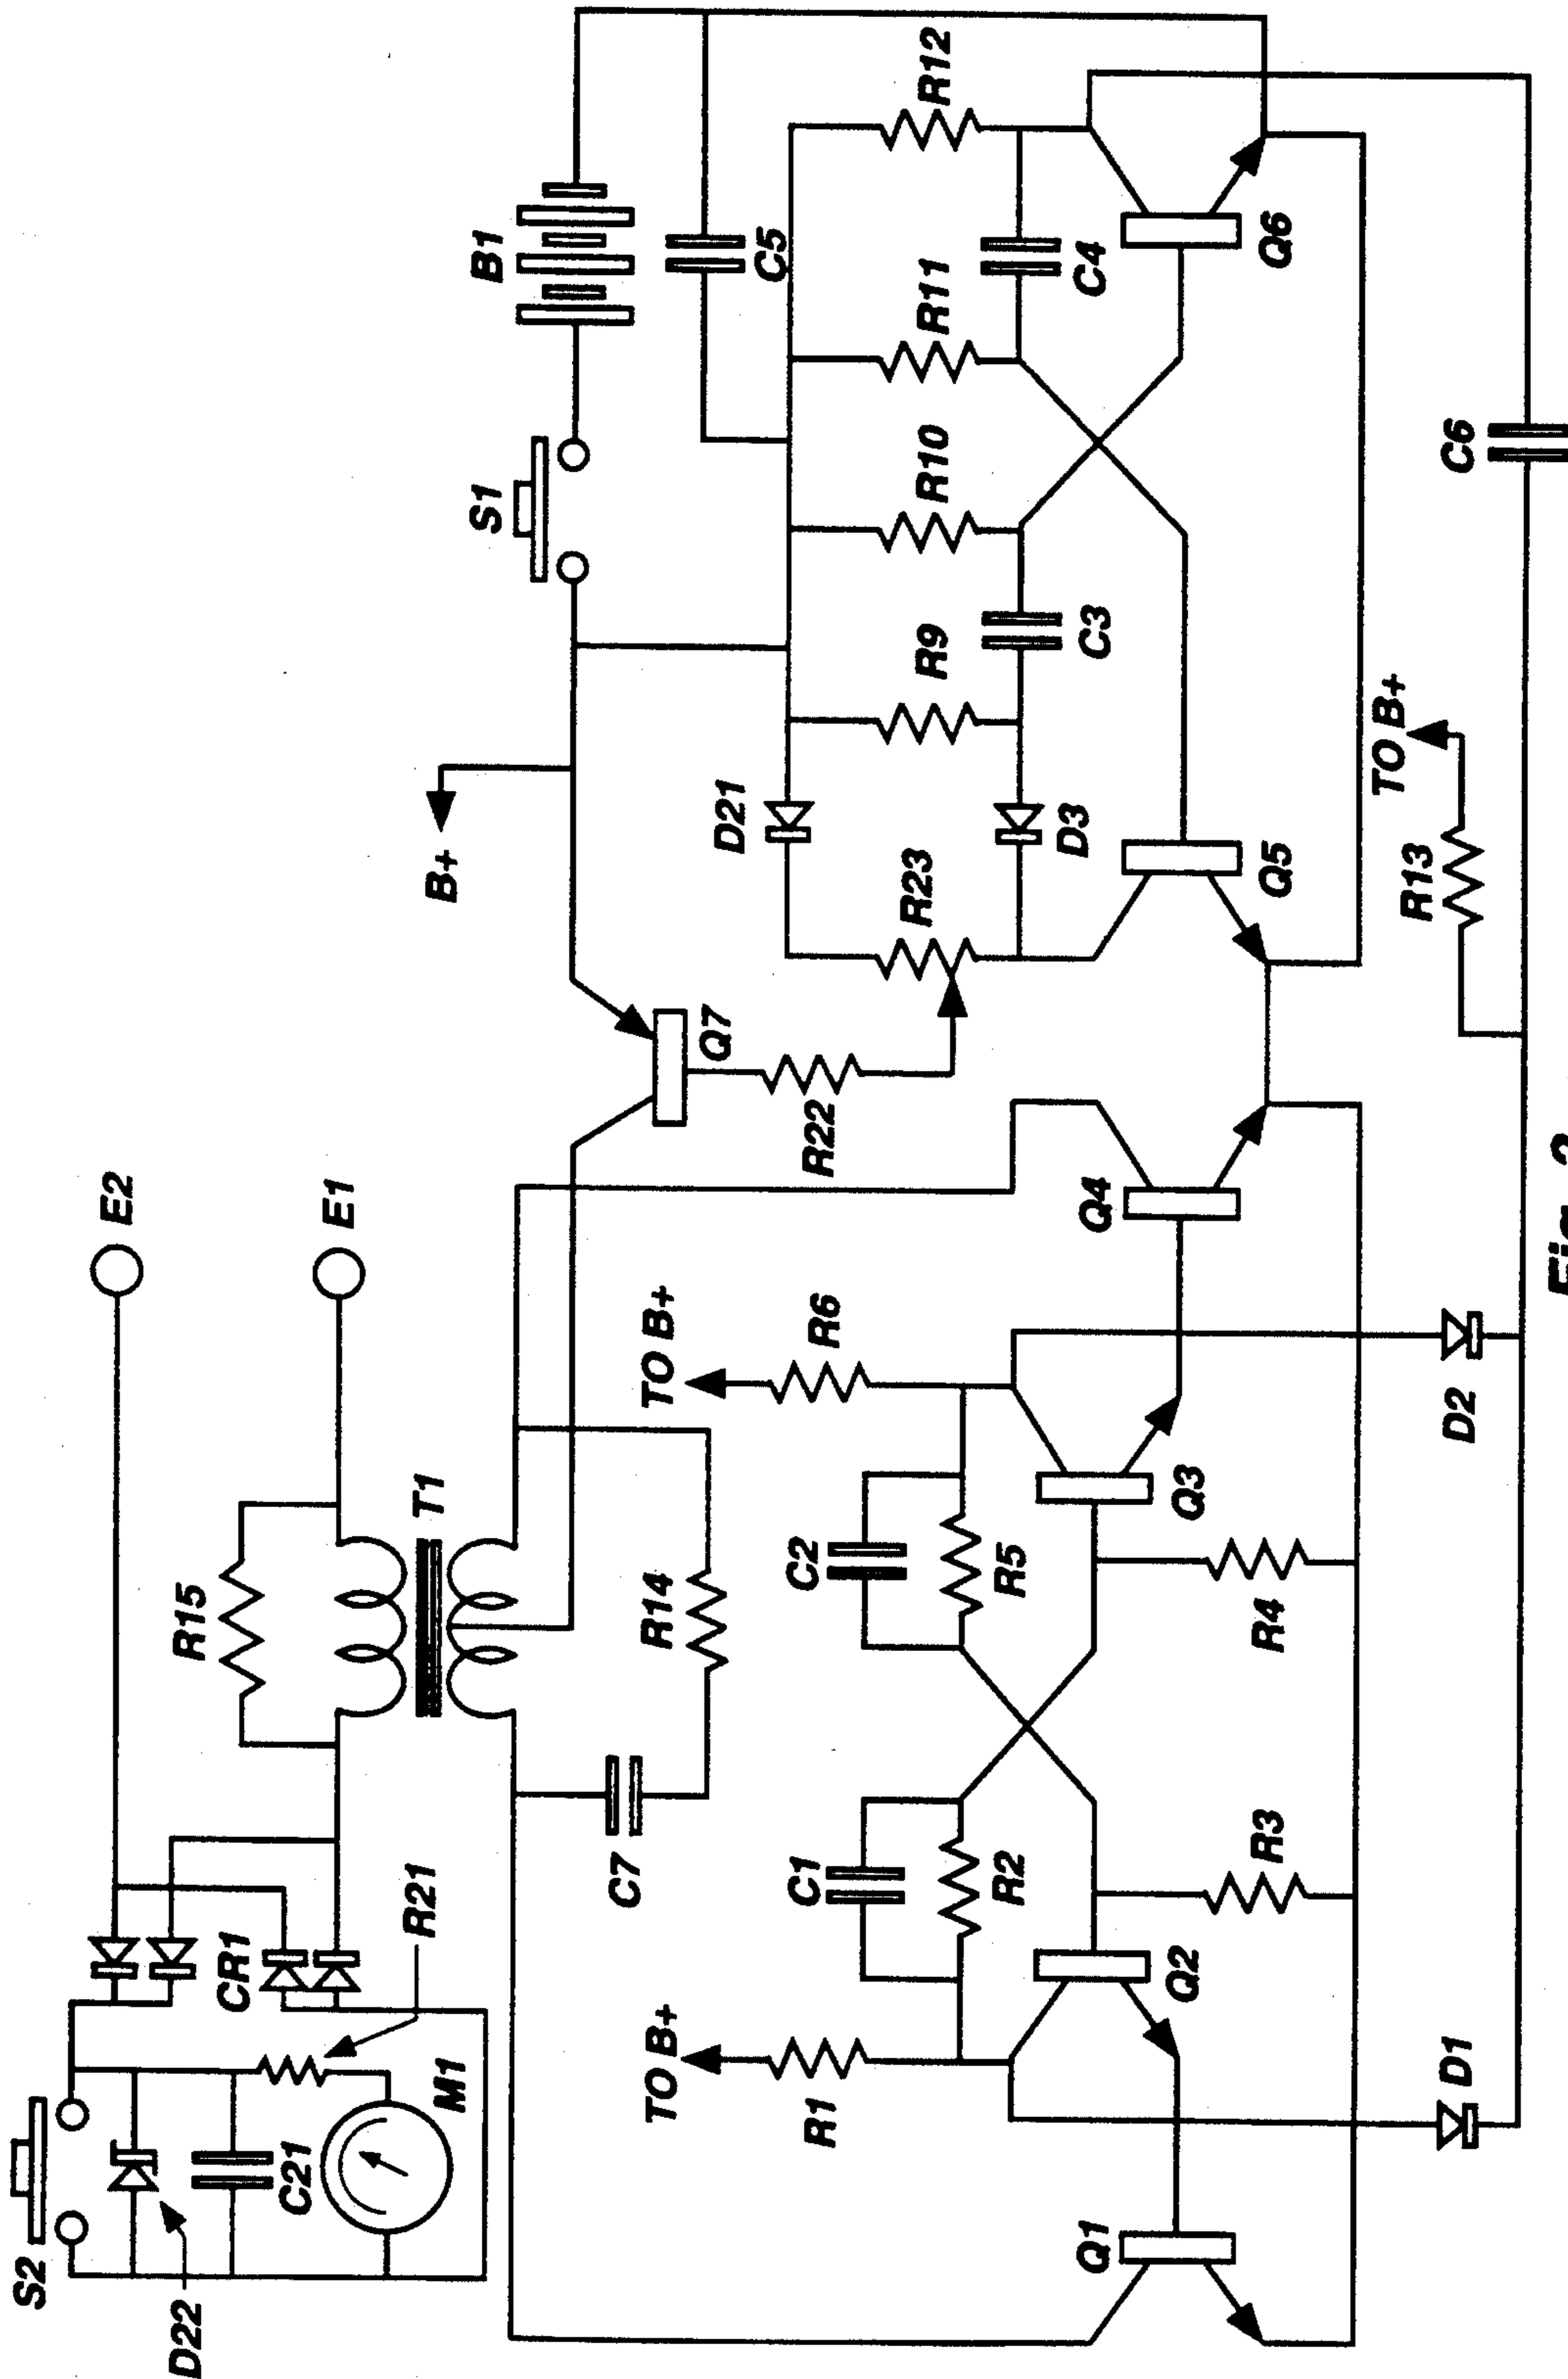 S2
D22
C21
M1
CR1
R21
R15
T1
E2
E1
C7
R14
B+
S1
B1
C5
Q7
R22
D21
R23
D3
R9
C3
R10
R11
C4
R12
Q6
Q5
TO B+
R13
C6
TO B+
R1
C1
R2
Q2
R3
C2
R5
Q3
R4
TO B+
R6
Q4
Q1
D1
D2